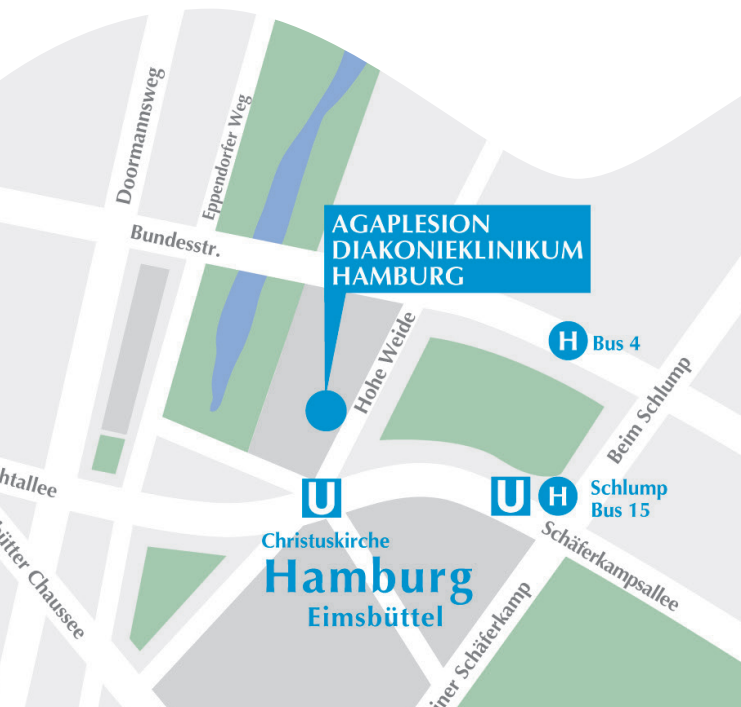 Doormannsweg
Eppendorfer Weg
Bundesstr.
AGAPLESION
DIAKONIEKLINIKUM
HAMBURG
Hohe Weide
H Bus 4
Beim Schlump
htallee
U
U H Schlump
Bus 15
Christuskirche
Hamburg
Eimsbüttel
Schäferkampsallee
ütter Chaussee
iner Schäferkamp